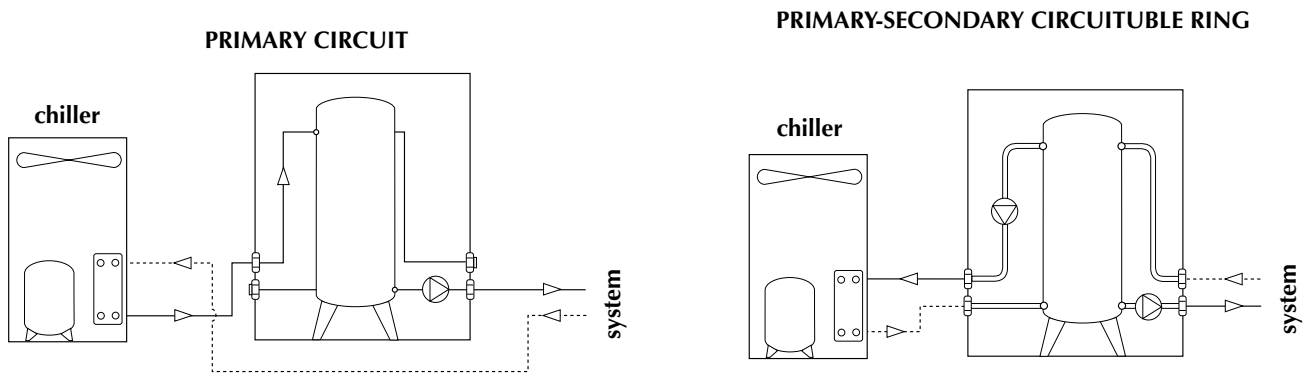 PRIMARY CIRCUIT
chiller
system
PRIMARY-SECONDARY CIRCUITUBLE RING
chiller
system